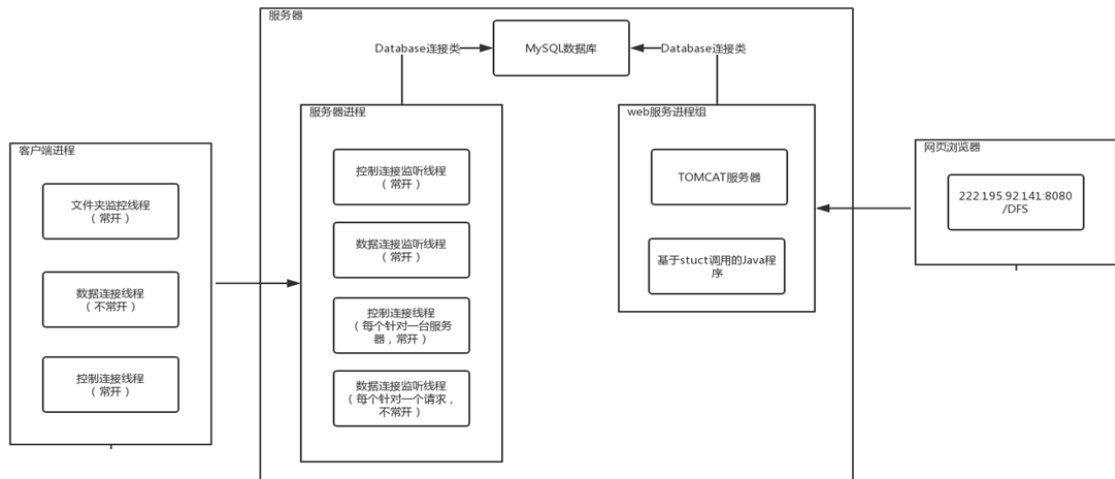 服务器
Database连接类
MySQL数据库
Database连接类
服务器进程
控制连接监听线程
（常开）
数据连接监听线程
（常开）
控制连接线程
（每个针对一台服务
器，常开）
数据连接监听线程
（每个针对一个请求，
不常开）
web服务进程组
TOMCAT服务器
基于stuct调用的Java程
序
客户端进程
文件夹监控线程
（常开）
数据连接线程
（不常开）
控制连接线程
（常开）
网页浏览器
222.195.92.141:8080
/DFS